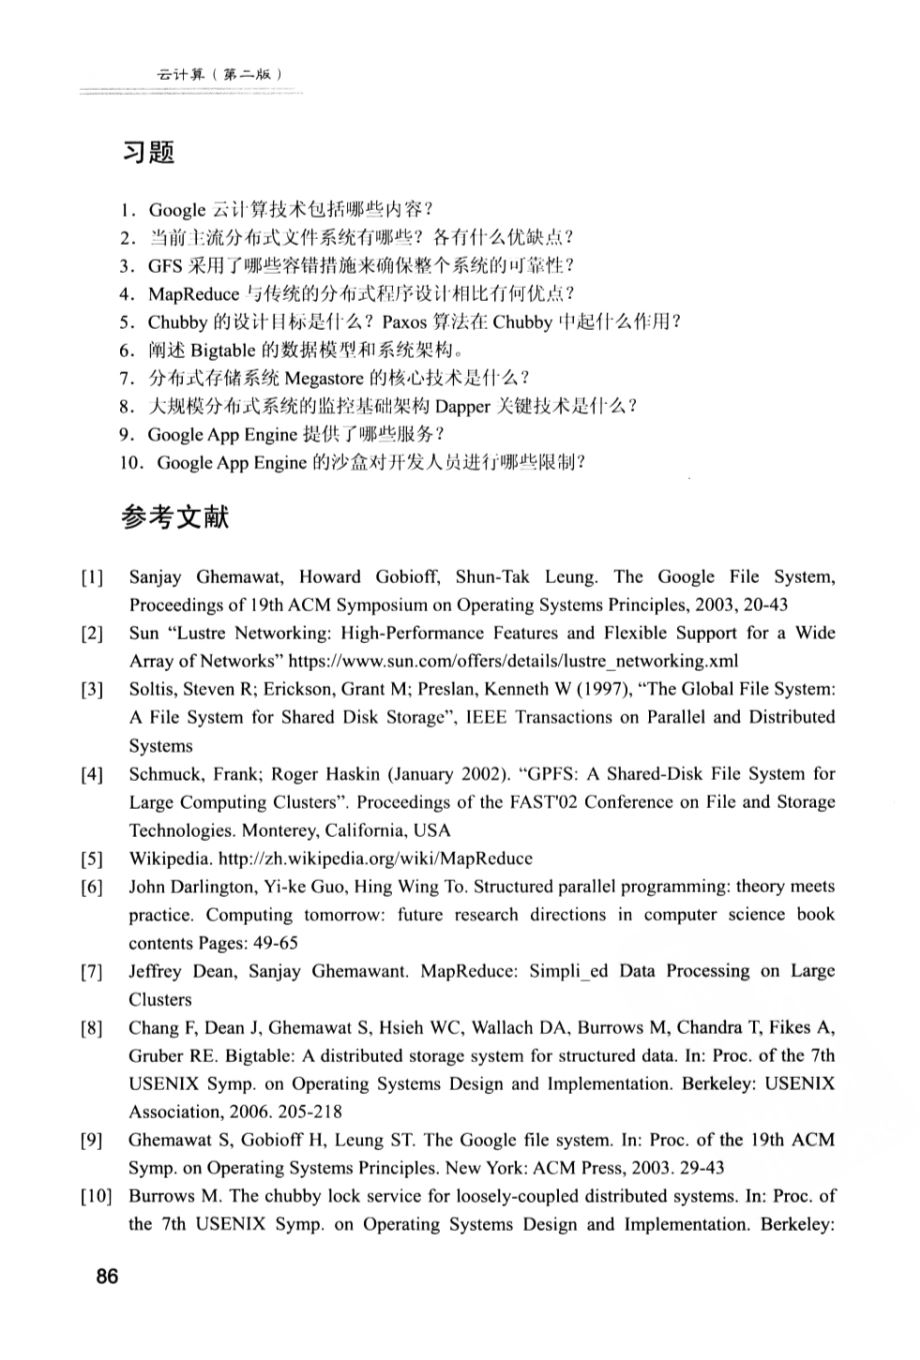 云计算（第二版）
习题
1．Google 云计算技术包括哪些内容？
2．当前主流分布式文件系统有哪些？各有什么优缺点？
3．GFS 采用了哪些容错措施来确保整个系统的可靠性？
4．MapReduce 与传统的分布式程序设计相比有何优点？
5．Chubby 的设计目标是什么？Paxos 算法在 Chubby 中起什么作用？
6．阐述 Bigtable 的数据模型和系统架构。
7．分布式存储系统 Megastore 的核心技术是什么？
8．大规模分布式系统的监控基础架构 Dapper 关键技术是什么？
9．Google App Engine 提供了哪些服务？
10．Google App Engine 的沙盒对开发人员进行哪些限制？
参考文献
[1] Sanjay Ghemawat, Howard Gobioff, Shun-Tak Leung. The Google File System,
Proceedings of 19th ACM Symposium on Operating Systems Principles, 2003, 20-43
[2] Sun “Lustre Networking: High-Performance Features and Flexible Support for a Wide
Array of Networks” https://www.sun.com/offers/details/lustre_networking.xml
[3] Soltis, Steven R; Erickson, Grant M; Preslan, Kenneth W (1997), “The Global File System:
A File System for Shared Disk Storage”, IEEE Transactions on Parallel and Distributed
Systems
[4] Schmuck, Frank; Roger Haskin (January 2002). “GPFS: A Shared-Disk File System for
Large Computing Clusters”. Proceedings of the FAST'02 Conference on File and Storage
Technologies. Monterey, California, USA
[5] Wikipedia. http://zh.wikipedia.org/wiki/MapReduce
[6] John Darlington, Yi-ke Guo, Hing Wing To. Structured parallel programming: theory meets
practice. Computing tomorrow: future research directions in computer science book
contents Pages: 49-65
[7] Jeffrey Dean, Sanjay Ghemawant. MapReduce: Simpli_ed Data Processing on Large
Clusters
[8] Chang F, Dean J, Ghemawat S, Hsieh WC, Wallach DA, Burrows M, Chandra T, Fikes A,
Gruber RE. Bigtable: A distributed storage system for structured data. In: Proc. of the 7th
USENIX Symp. on Operating Systems Design and Implementation. Berkeley: USENIX
Association, 2006. 205-218
[9] Ghemawat S, Gobioff H, Leung ST. The Google file system. In: Proc. of the 19th ACM
Symp. on Operating Systems Principles. New York: ACM Press, 2003. 29-43
[10] Burrows M. The chubby lock service for loosely-coupled distributed systems. In: Proc. of
the 7th USENIX Symp. on Operating Systems Design and Implementation. Berkeley:
86